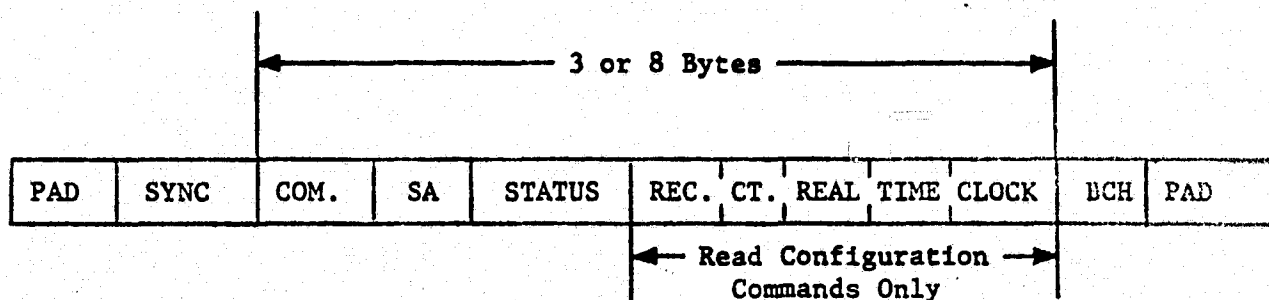 3 or 8 Bytes
PAD SYNC COM. SA STATUS REC. CT. REAL TIME CLOCK BCH PAD
Read Configuration
Commands Only